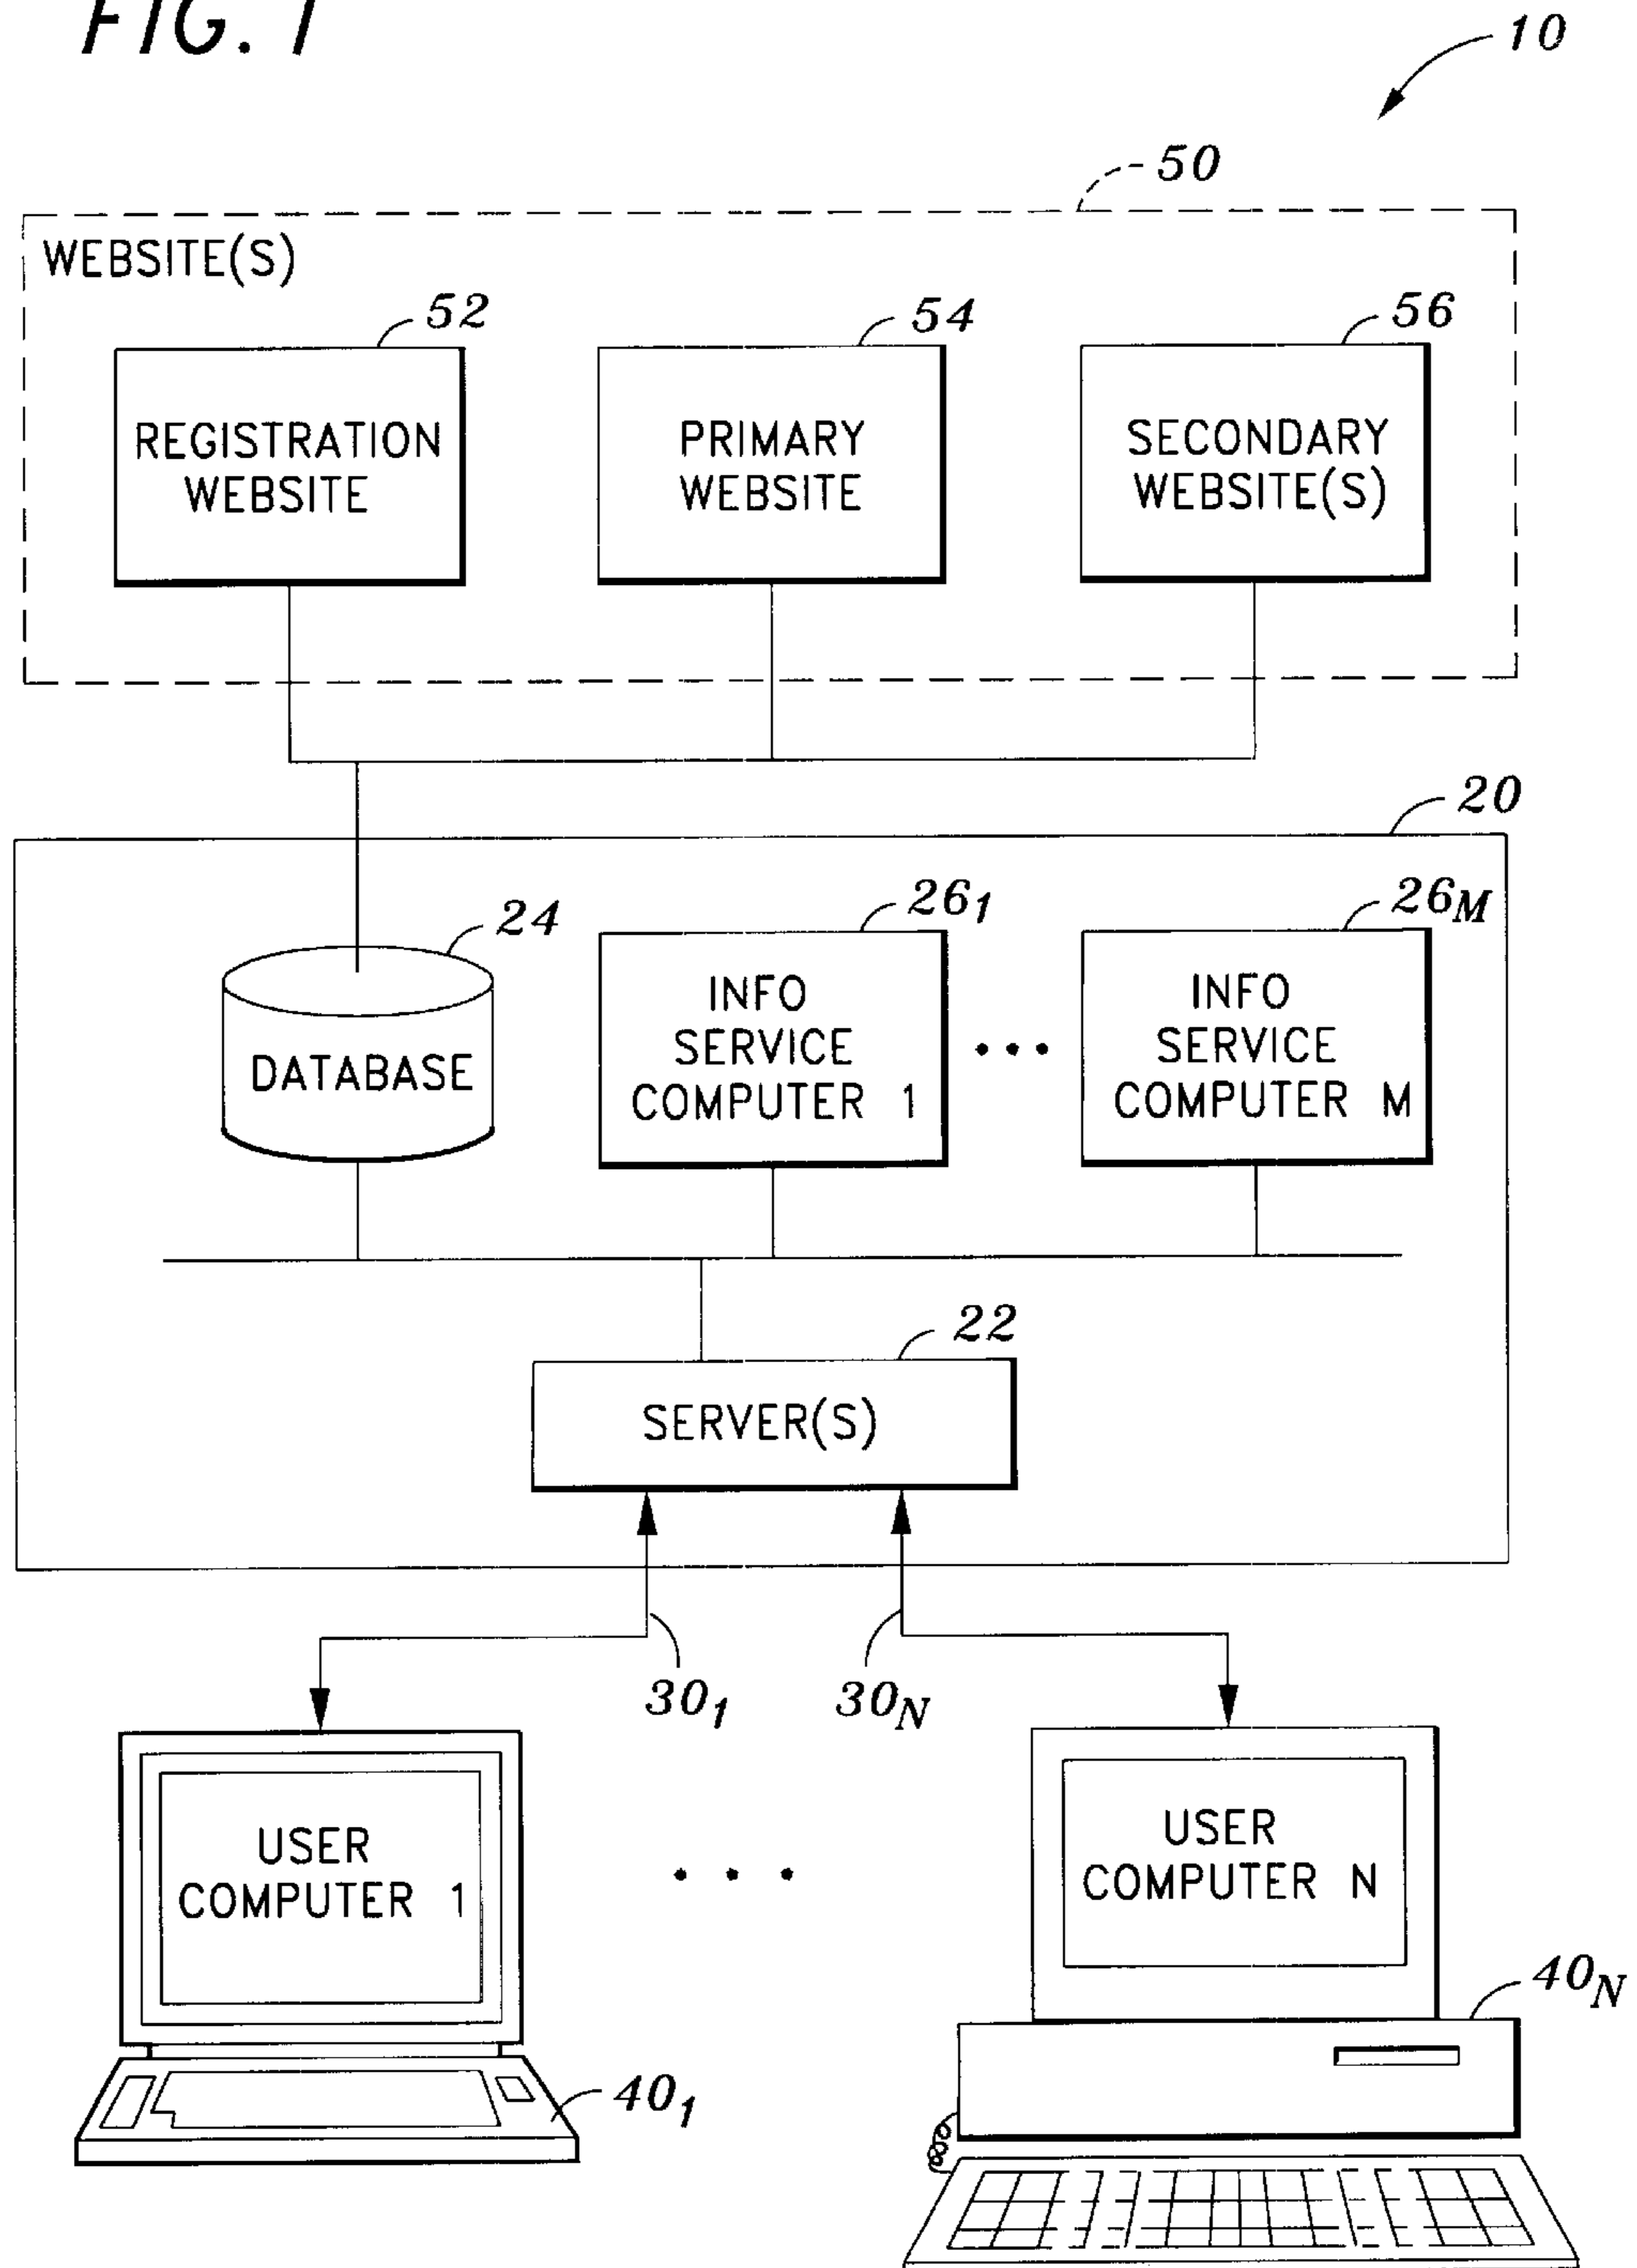 FIG. 1
10
50
WEBSITE(S)
52
54
56
REGISTRATION
WEBSITE
PRIMARY
WEBSITE
SECONDARY
WEBSITE(S)
20
24
26₁
26M
DATABASE
INFO
SERVICE
COMPUTER 1
INFO
SERVICE
COMPUTER M
22
SERVER(S)
30₁
30N
USER
COMPUTER 1
USER
COMPUTER N
40N
40₁